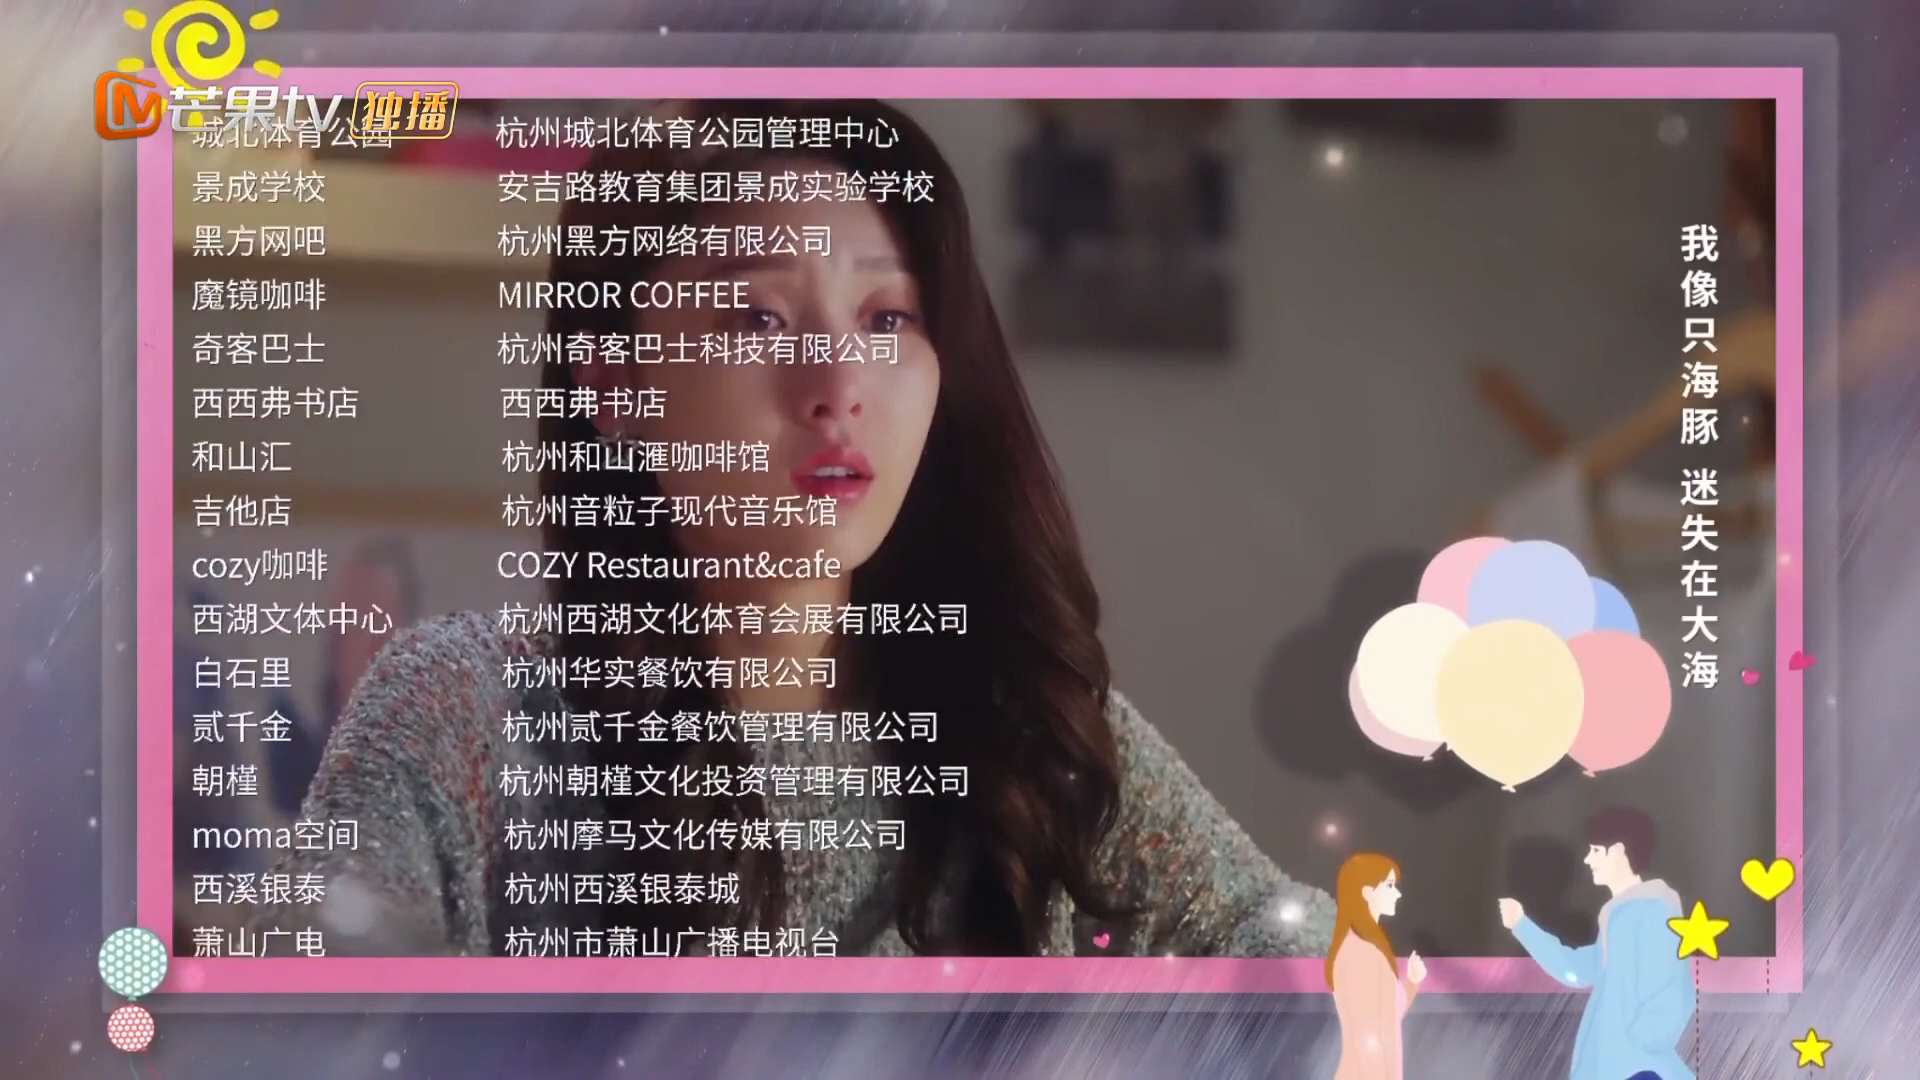 芒果tv 独播
城北体育公园 杭州城北体育公园管理中心
景成学校 安吉路教育集团景成实验学校
黑方网吧 杭州黑方网络有限公司
魔镜咖啡 MIRROR COFFEE
奇客巴士 杭州奇客巴士科技有限公司
西西弗书店 西西弗书店
和山汇 杭州和山滙咖啡馆
吉他店 杭州音粒子现代音乐馆
cozy咖啡 COZY Restaurant&cafe
西湖文体中心 杭州西湖文化体育会展有限公司
白石里 杭州华实餐饮有限公司
贰千金 杭州贰千金餐饮管理有限公司
朝槿 杭州朝槿文化投资管理有限公司
moma空间 杭州摩马文化传媒有限公司
西溪银泰 杭州西溪银泰城
萧山广电 杭州市萧山广播电视台
我像只海豚 迷失在大海